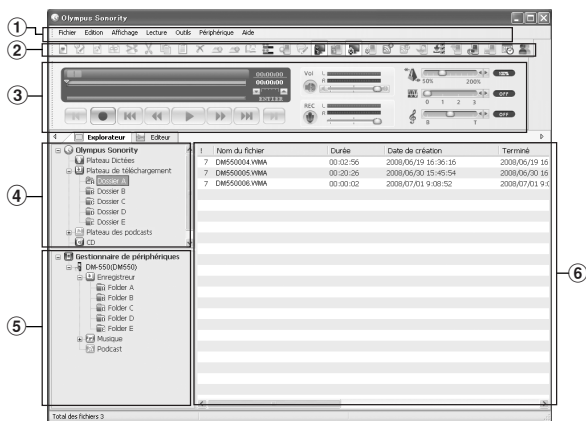 Olympus Sonority
1
Fichier Edition Affichage Lecture Outils Périphérique Aide
2
3
00:00:00
00:00:00
ENTIER
Vol L
R
REC L
R
50% 200%
100%
0 1 2 3
OFF
B T
OFF
Explorateur Editeur
4
Olympus Sonority
Plateau Dictées
Plateau de téléchargement
Dossier A
Dossier B
Dossier C
Dossier D
Dossier E
Plateau des podcasts
CD
5
Gestionnaire de périphériques
DM-550(DM550)
Enregistreur
Folder A
Folder B
Folder C
Folder D
Folder E
Musique
Podcast
! Nom du fichier Durée Date de création Terminé
7 DM550004.WMA 00:02:56 2008/06/19 16:36:16 2008/06/19 16
7 DM550005.WMA 00:20:26 2008/06/30 15:45:54 2008/06/30 16
7 DM550006.WMA 00:00:02 2008/07/01 9:08:52 2008/07/01 9:0
6
Total des fichiers 3